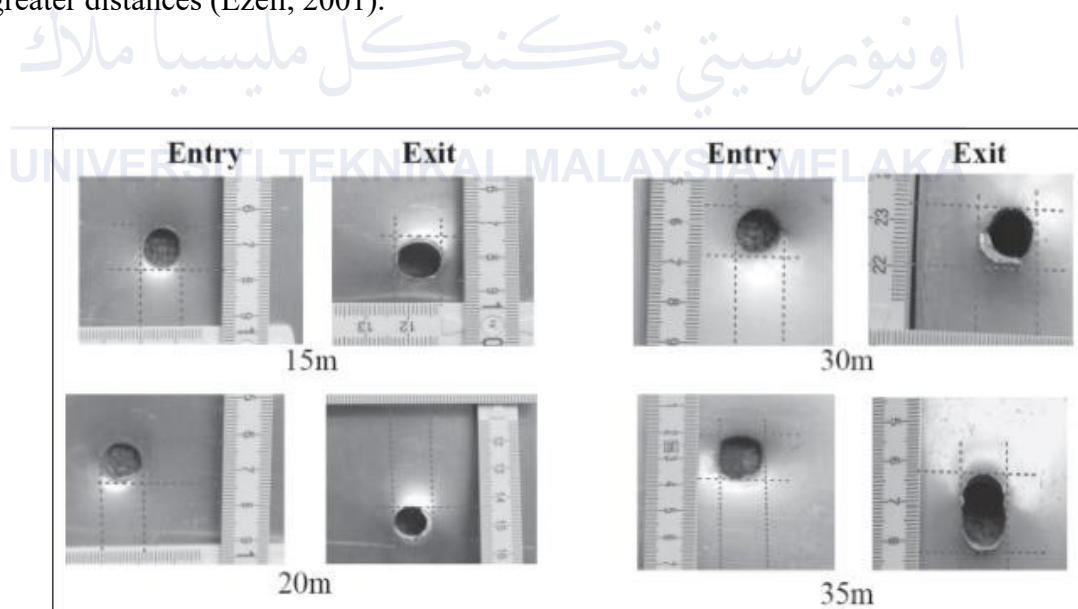 greater distances (Ezell, 2001).
اونيۏرسيتي تيكنيكل مليسيا ملاك
UNIVERSITI TEKNIKAL MALAYSIA MELAKA
Entry Exit Entry Exit
15m 30m
20m 35m